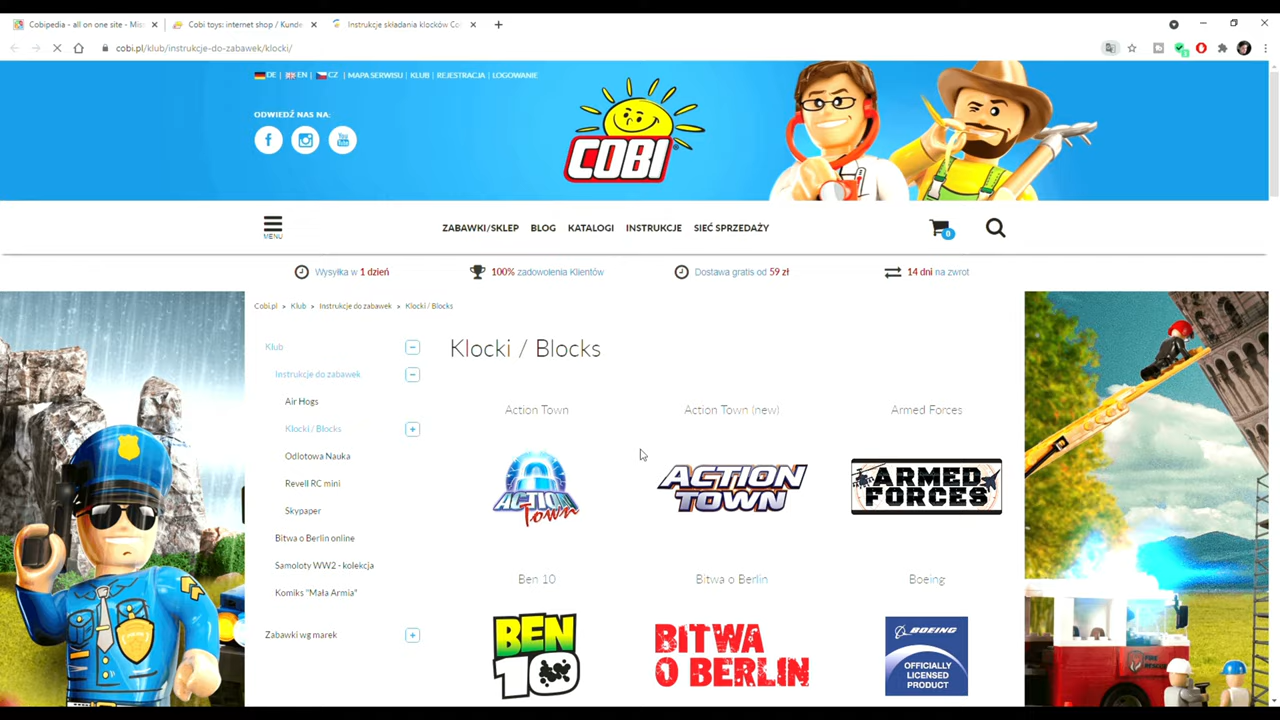 Cobipedia - all on one site - Mis
Cobi toys: internet shop / Kunde
Instrukcje składania klocków Co
cobi.pl/klub/instrukcje-do-zabawek/klocki/
DE | EN | CZ | MAPA SERWISU | KLUB | REJESTRACJA | LOGOWANIE
ODWIEDŹ NAS NA:
You Tube
COBI
MENU
ZABAWKI/SKLEP BLOG KATALOGI INSTRUKCJE SIEĆ SPRZEDAŻY
0
Wysyłka w 1 dzień
100% zadowolenia Klientów
Dostawa gratis od 59 zł
14 dni na zwrot
Cobi.pl > Klub > Instrukcje do zabawek > Klocki / Blocks
Klub
Instrukcje do zabawek
Air Hogs
Klocki / Blocks
Odlotowa Nauka
Revell RC mini
Skypaper
Bitwa o Berlin online
Samoloty WW2 - kolekcja
Komiks "Mała Armia"
Zabawki wg marek
Klocki / Blocks
Action Town
Action Town (new)
Armed Forces
ACTION Town
ACTION TOWN
ARMED FORCES
Ben 10
Bitwa o Berlin
Boeing
BEN 10
BITWA O BERLIN
BOEING
OFFICIALLY LICENSED PRODUCT